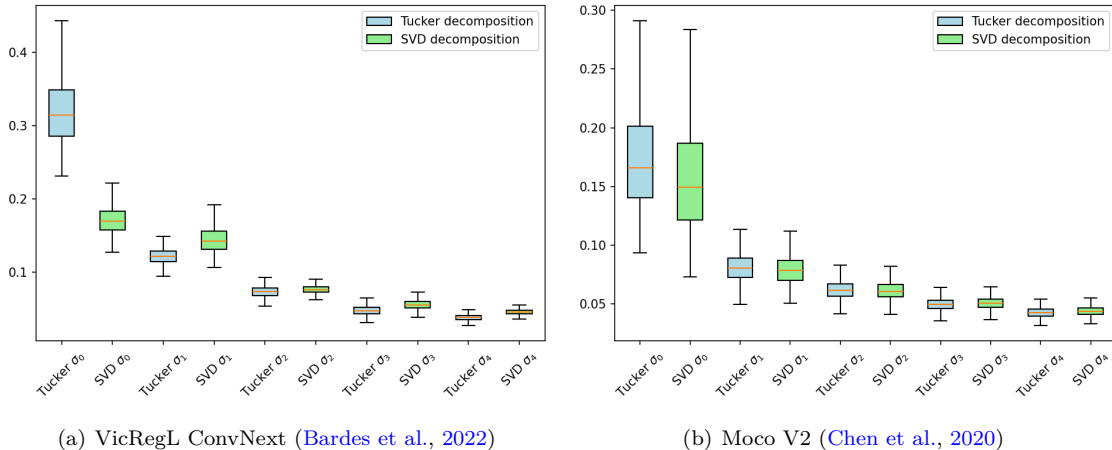 Tucker decomposition
SVD decomposition
0.4
0.3
0.2
0.1
Tucker σ₀
SVD σ₀
Tucker σ₁
SVD σ₁
Tucker σ₂
SVD σ₂
Tucker σ₃
SVD σ₃
Tucker σ₄
SVD σ₄
(a) VicRegL ConvNext (Bardes et al., 2022)
Tucker decomposition
SVD decomposition
0.30
0.25
0.20
0.15
0.10
0.05
Tucker σ₀
SVD σ₀
Tucker σ₁
SVD σ₁
Tucker σ₂
SVD σ₂
Tucker σ₃
SVD σ₃
Tucker σ₄
SVD σ₄
(b) Moco V2 (Chen et al., 2020)